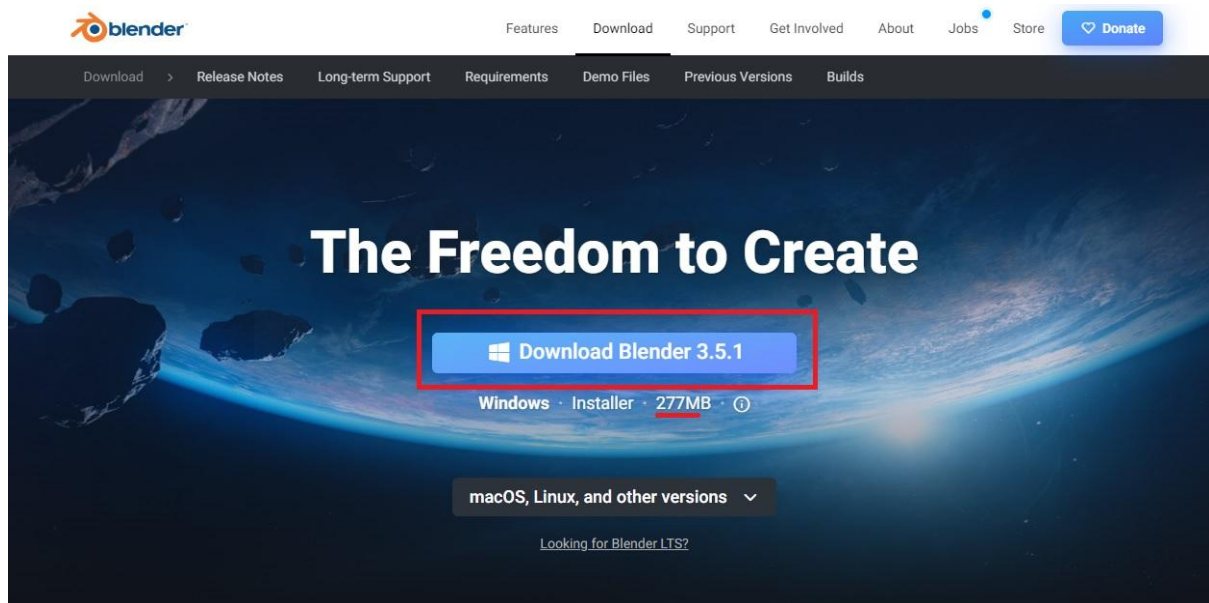 blender
Features Download Support Get Involved About Jobs Store Donate
Download > Release Notes Long-term Support Requirements Demo Files Previous Versions Builds
The Freedom to Create
Download Blender 3.5.1
Windows · Installer · 277MB ·
macOS, Linux, and other versions
Looking for Blender LTS?